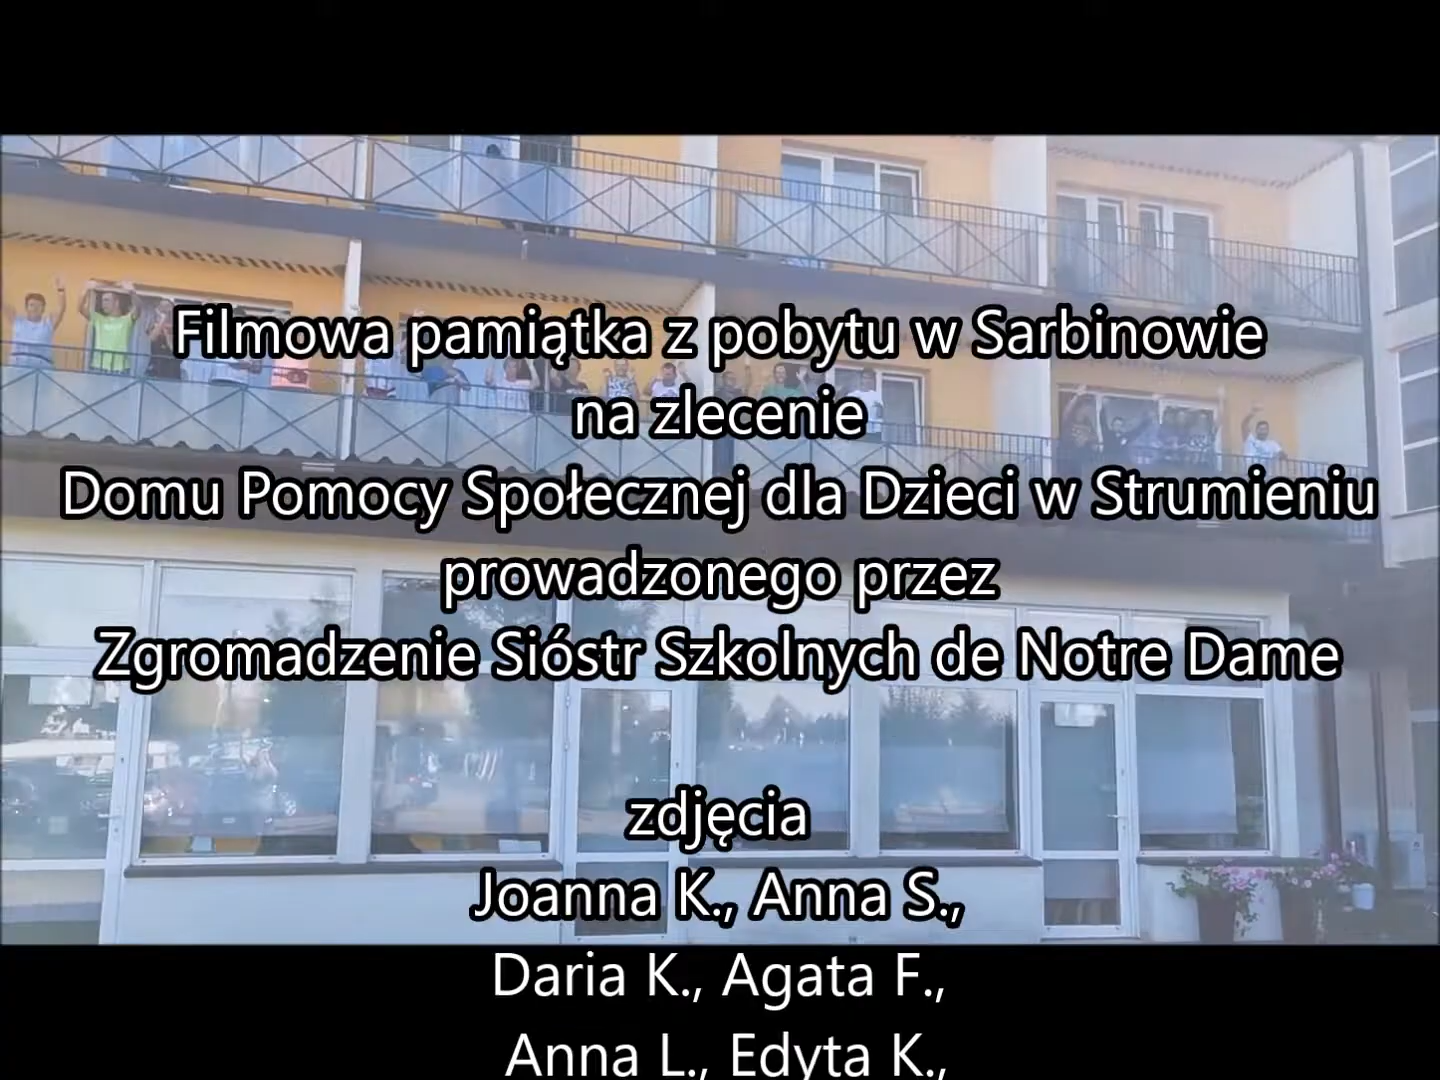 Filmowa pamiątka z pobytu w Sarbinowie
na zlecenie
Domu Pomocy Społecznej dla Dzieci w Strumieniu
prowadzonego przez
Zgromadzenie Sióstr Szkolnych de Notre Dame
zdjęcia
Joanna K., Anna S.,
Daria K., Agata F.,
Anna L., Edyta K.,